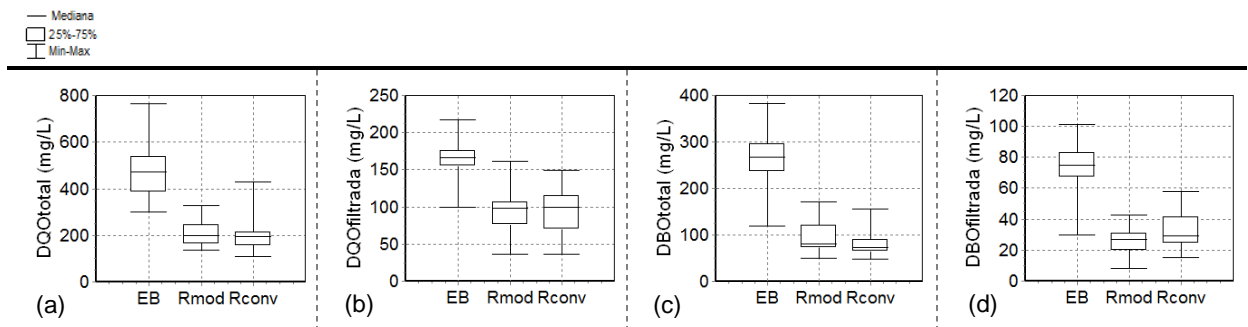 Mediana
25%-75%
Min-Max
DQOtotal (mg/L)
800
600
400
200
0
EB Rmod Rconv
(a)
DQOfiltrada (mg/L)
250
200
150
100
50
0
EB Rmod Rconv
(b)
DBOtotal (mg/L)
400
300
200
100
0
EB Rmod Rconv
(c)
DBOfiltrada (mg/L)
120
100
80
60
40
20
0
EB Rmod Rconv
(d)